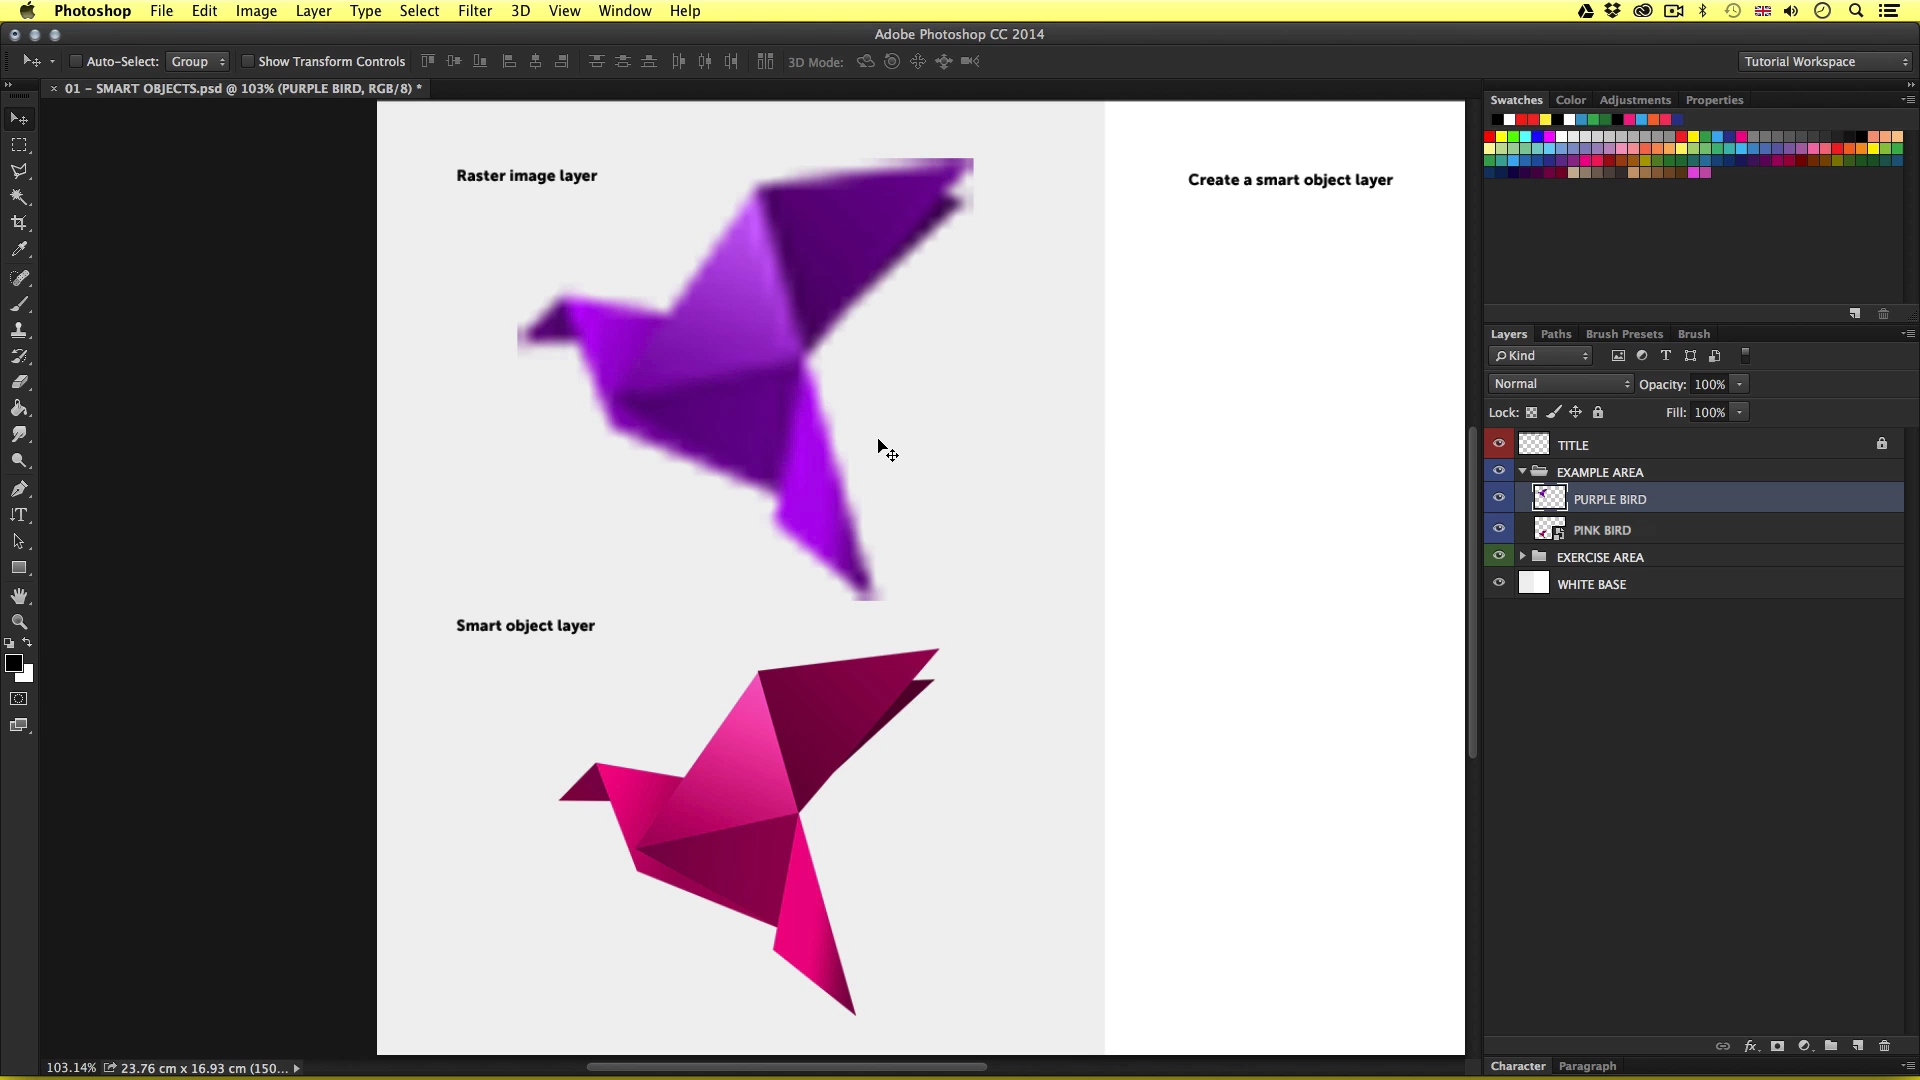 Photoshop File Edit Image Layer Type Select Filter 3D View Window Help
Adobe Photoshop CC 2014
Auto-Select: Group Show Transform Controls 3D Mode: Tutorial Workspace
× 01 – SMART OBJECTS.psd @ 103% (PURPLE BIRD, RGB/8) *
Swatches Color Adjustments Properties
Raster image layer
Create a smart object layer
Layers Paths Brush Presets Brush
Kind
Normal Opacity: 100%
Lock: Fill: 100%
TITLE
EXAMPLE AREA
PURPLE BIRD
PINK BIRD
EXERCISE AREA
WHITE BASE
Smart object layer
103.14% 23.76 cm x 16.93 cm (150...
Character Paragraph